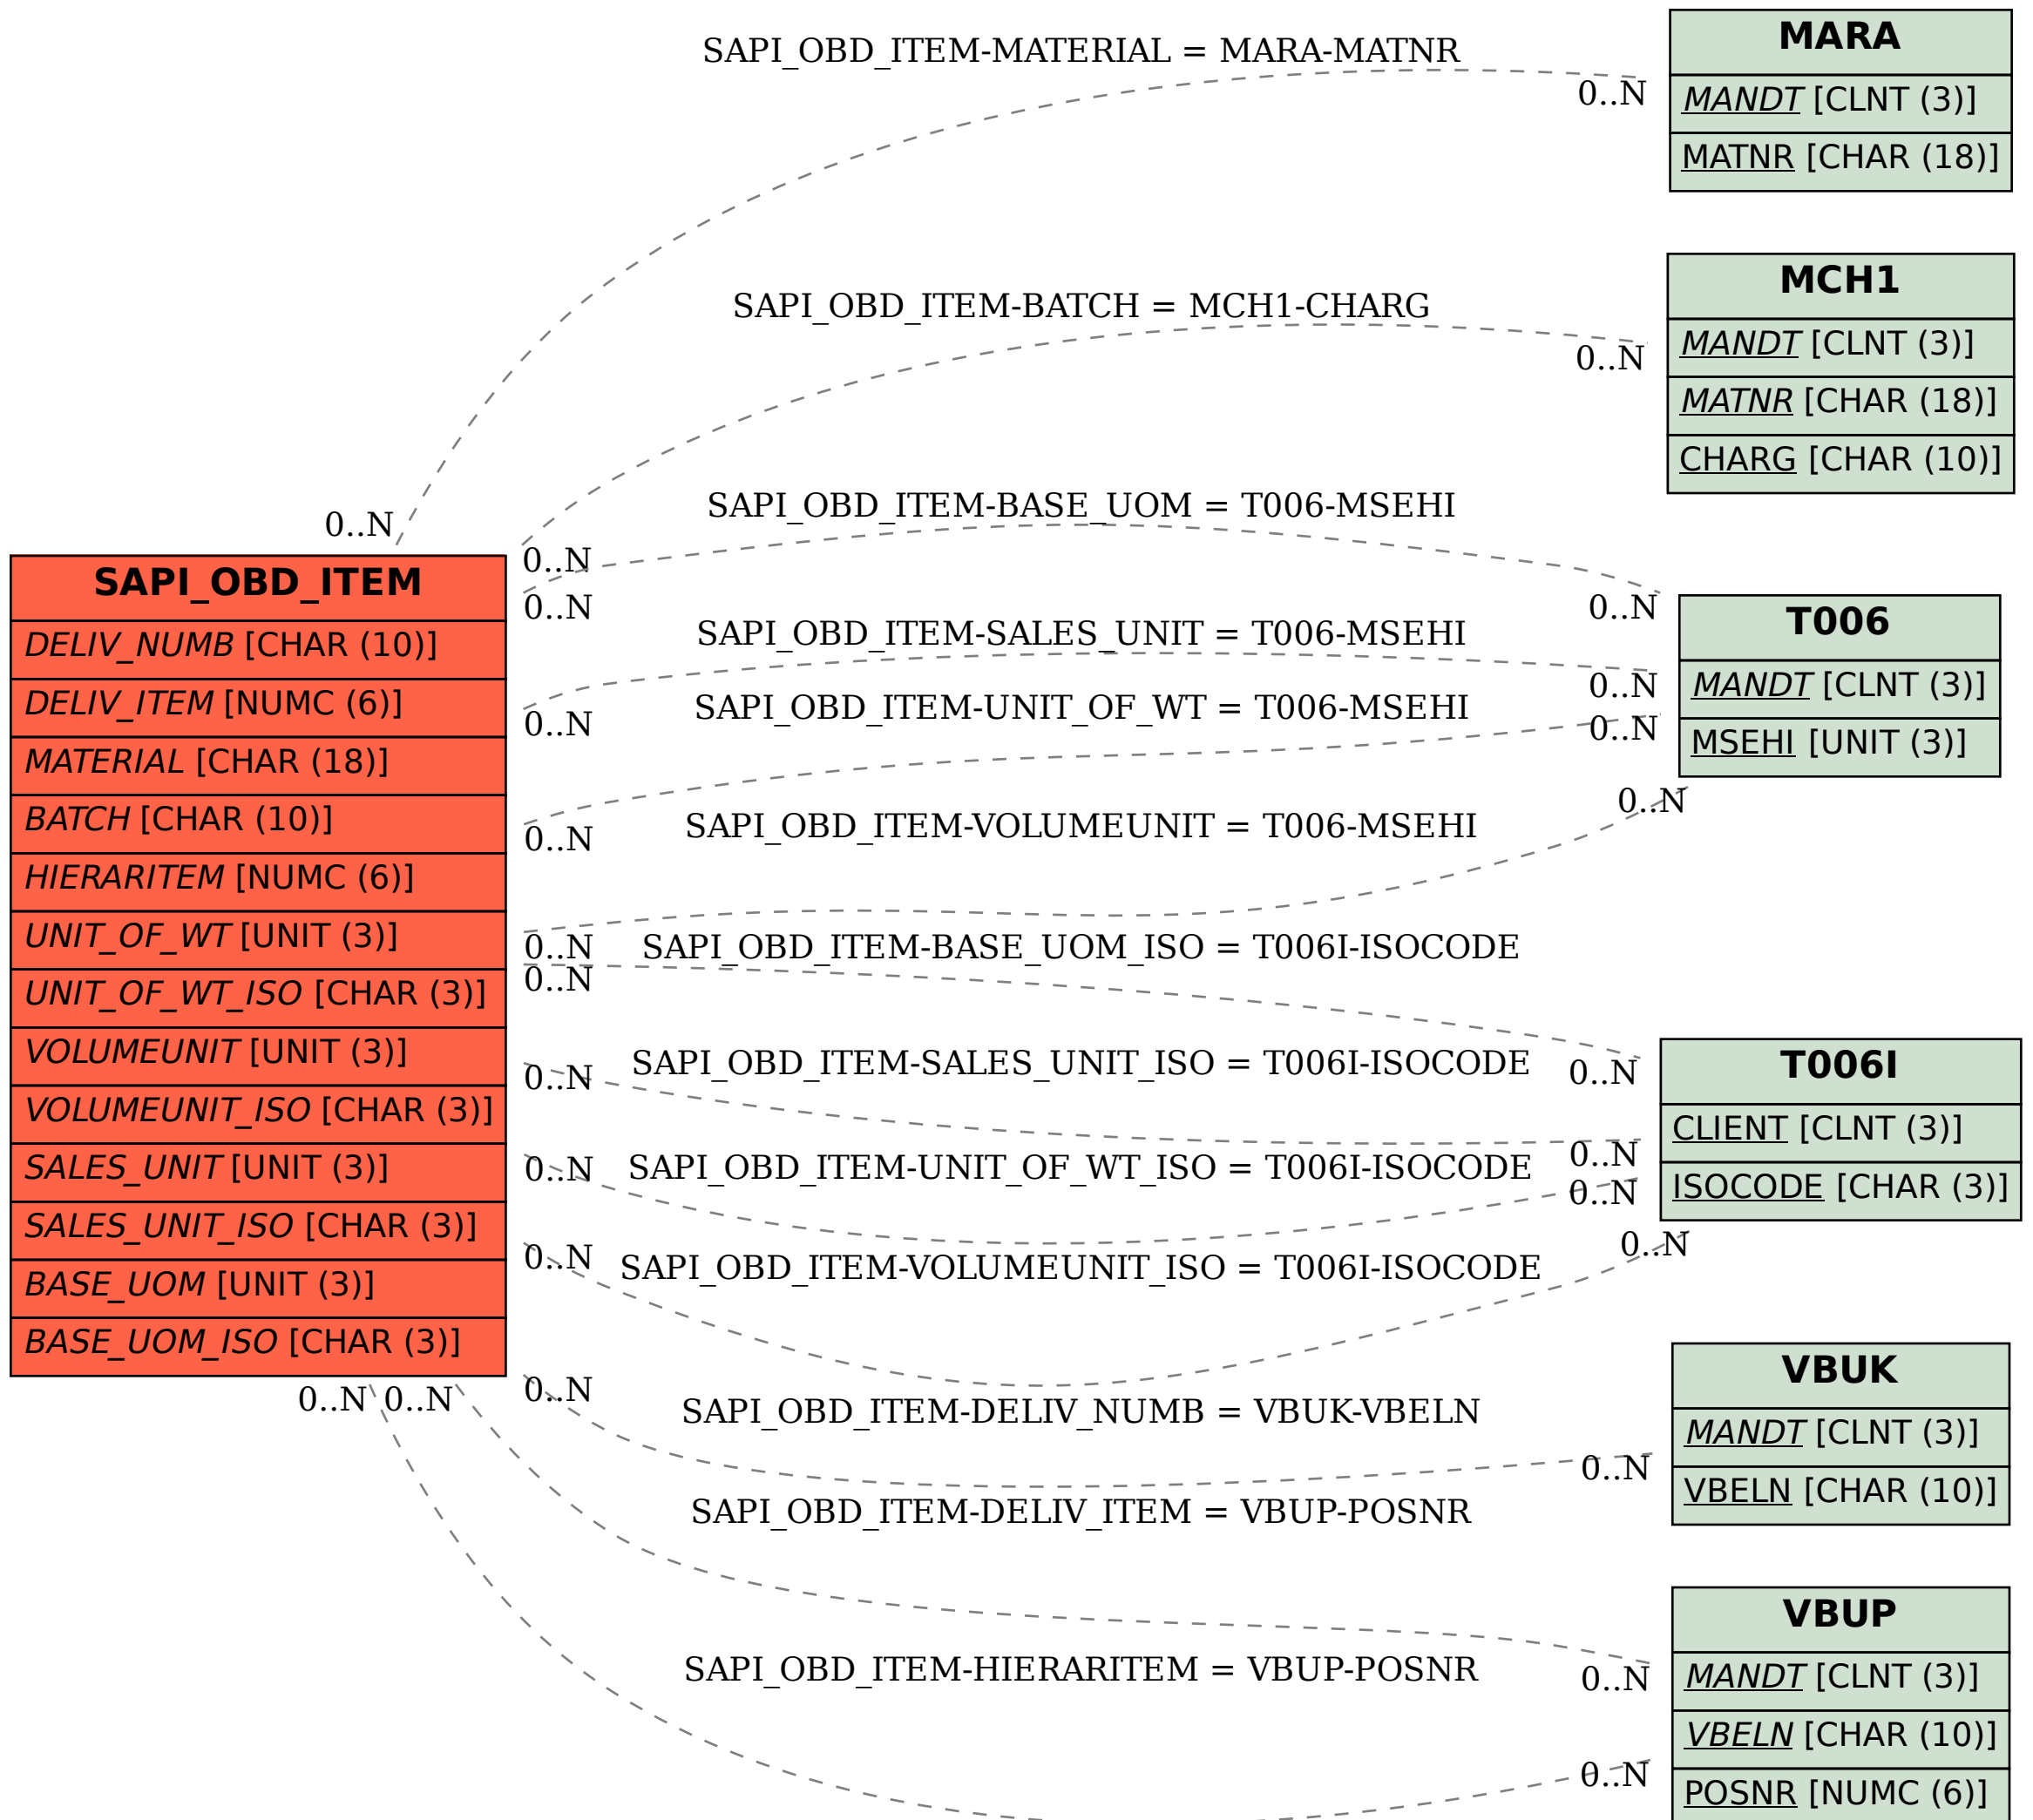 SAPI_OBD_ITEM-MATERIAL = MARA-MATNR
0..N
0..N
MARA
MANDT [CLNT (3)]
MATNR [CHAR (18)]
SAPI_OBD_ITEM-BATCH = MCH1-CHARG
0..N
0..N
MCH1
MANDT [CLNT (3)]
MATNR [CHAR (18)]
CHARG [CHAR (10)]
SAPI_OBD_ITEM
DELIV_NUMB [CHAR (10)]
DELIV_ITEM [NUMC (6)]
MATERIAL [CHAR (18)]
BATCH [CHAR (10)]
HIERARITEM [NUMC (6)]
UNIT_OF_WT [UNIT (3)]
UNIT_OF_WT_ISO [CHAR (3)]
VOLUMEUNIT [UNIT (3)]
VOLUMEUNIT_ISO [CHAR (3)]
SALES_UNIT [UNIT (3)]
SALES_UNIT_ISO [CHAR (3)]
BASE_UOM [UNIT (3)]
BASE_UOM_ISO [CHAR (3)]
SAPI_OBD_ITEM-BASE_UOM = T006-MSEHI
0..N
0..N
SAPI_OBD_ITEM-SALES_UNIT = T006-MSEHI
0..N
0..N
SAPI_OBD_ITEM-UNIT_OF_WT = T006-MSEHI
0..N
0..N
SAPI_OBD_ITEM-VOLUMEUNIT = T006-MSEHI
0..N
0..N
T006
MANDT [CLNT (3)]
MSEHI [UNIT (3)]
SAPI_OBD_ITEM-BASE_UOM_ISO = T006I-ISOCODE
0..N
0..N
SAPI_OBD_ITEM-SALES_UNIT_ISO = T006I-ISOCODE
0..N
0..N
SAPI_OBD_ITEM-UNIT_OF_WT_ISO = T006I-ISOCODE
0..N
0..N
SAPI_OBD_ITEM-VOLUMEUNIT_ISO = T006I-ISOCODE
0..N
0..N
T006I
CLIENT [CLNT (3)]
ISOCODE [CHAR (3)]
SAPI_OBD_ITEM-DELIV_NUMB = VBUK-VBELN
0..N
0..N
VBUK
MANDT [CLNT (3)]
VBELN [CHAR (10)]
SAPI_OBD_ITEM-DELIV_ITEM = VBUP-POSNR
0..N
0..N
SAPI_OBD_ITEM-HIERARITEM = VBUP-POSNR
0..N
0..N
VBUP
MANDT [CLNT (3)]
VBELN [CHAR (10)]
POSNR [NUMC (6)]